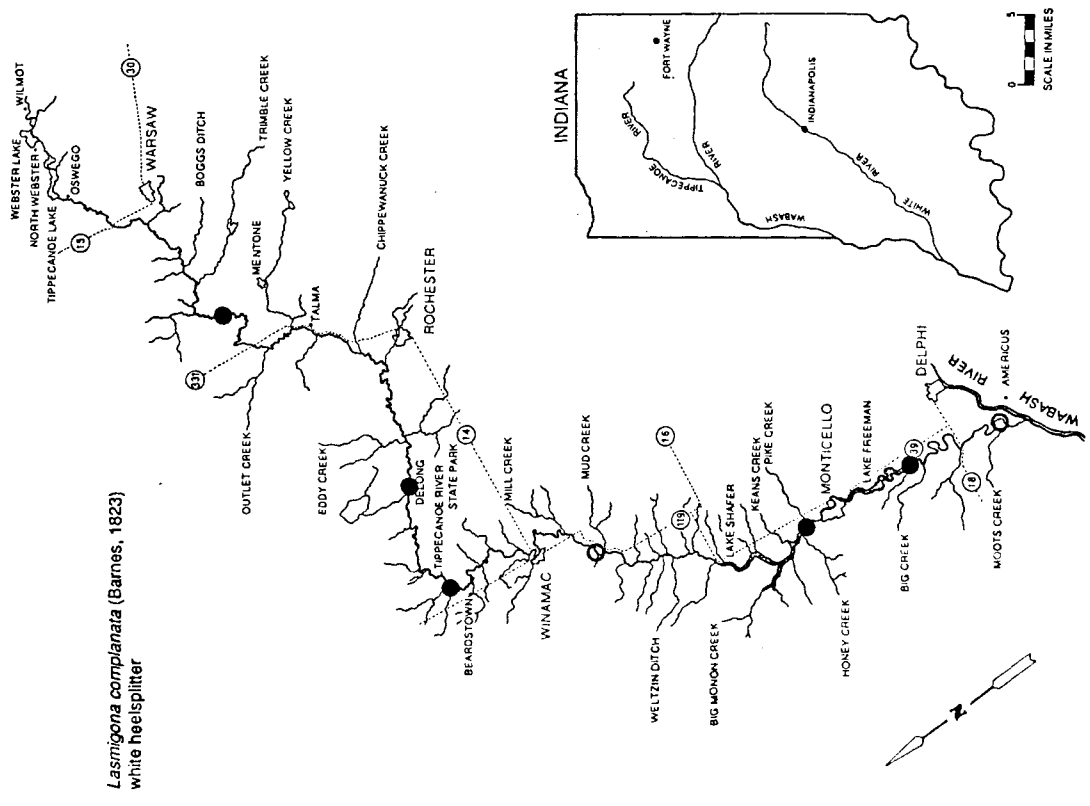 Lasmigona complanata (Barnes, 1823)
white heelsplitter
WEBSTER LAKE
NORTH WEBSTER
TIPPECANOE LAKE
WILMOT
OSWEGO
15
30
WARSAW
BOGGS DITCH
TRIMBLE CREEK
YELLOW CREEK
MENTONE
331
TALMA
OUTLET CREEK
CHIPPEWANUCK CREEK
ROCHESTER
EDDY CREEK
DELONG
TIPPECANOE RIVER
STATE PARK
14
BEARDSTOWN
MILL CREEK
WINAMAC
MUD CREEK
16
119
WELTZIN DITCH
LAKE SHAFER
KEANS CREEK
PIKE CREEK
BIG MONON CREEK
MONTICELLO
HONEY CREEK
LAKE FREEMAN
39
BIG CREEK
DELPHI
18
MOOTS CREEK
AMERICUS
WABASH RIVER
N
INDIANA
FORT WAYNE
TIPPECANOE RIVER
WABASH RIVER
INDIANAPOLIS
WHITE RIVER
0 5
SCALE IN MILES